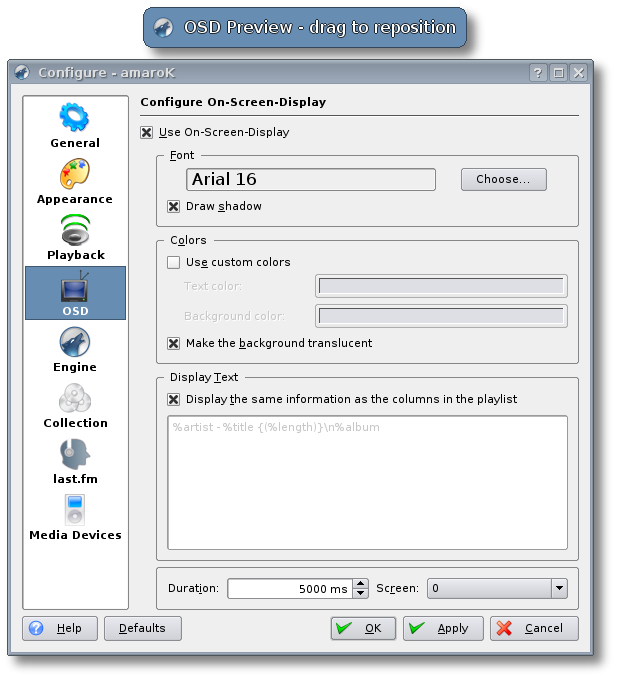 OSD Preview - drag to reposition
Configure - amaroK
General
Appearance
Playback
OSD
Engine
Collection
last.fm
Media Devices
Configure On-Screen-Display
Use On-Screen-Display
Font
Arial 16
Choose...
Draw shadow
Colors
Use custom colors
Text color:
Background color:
Make the background translucent
Display Text
Display the same information as the columns in the playlist
%artist - %title {(%length)}\n%album
Duration: 5000 ms Screen: 0
Help Defaults OK Apply Cancel